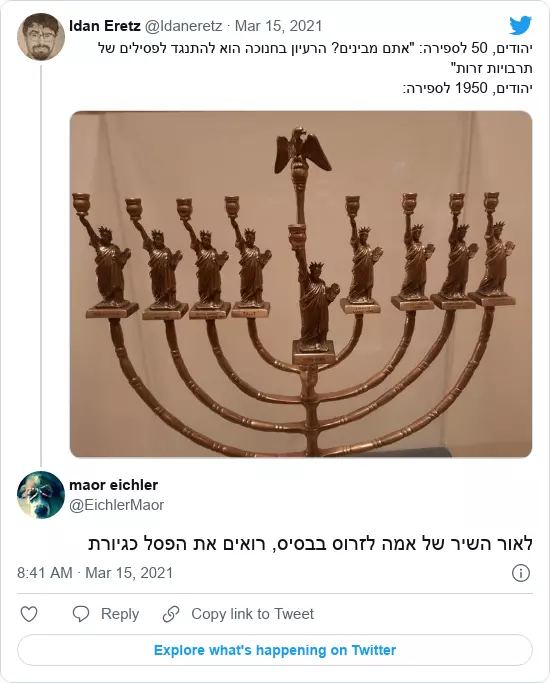 Idan Eretz @Idaneretz · Mar 15, 2021
יהודים, 50 לספירה: "אתם מבינים? הרעיון בחנוכה הוא להתנגד לפסילים של
תרבויות זרות"
יהודים, 1950 לספירה:
maor eichler
@EichlerMaor
לאור השיר של אמה לזרוס בבסיס, רואים את הפסל כגיורת
8:41 AM · Mar 15, 2021
Reply
Copy link to Tweet
Explore what's happening on Twitter